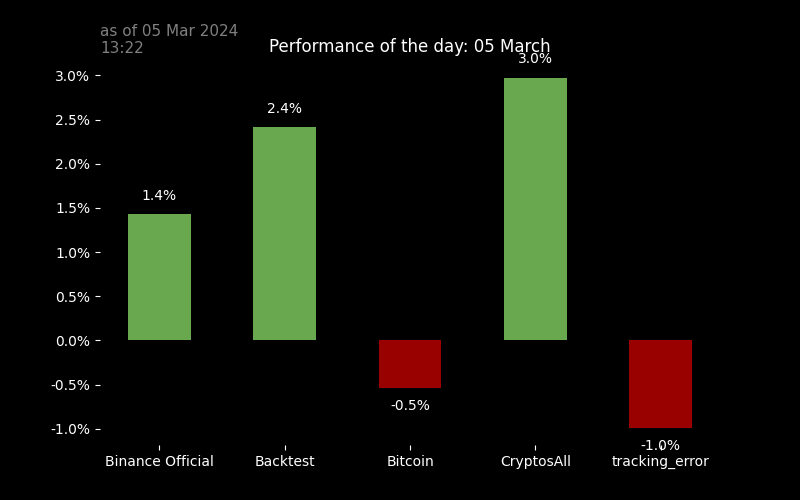 as of 05 Mar 2024
13:22
Performance of the day: 05 March
3.0%
3.0%
2.5%
2.4%
2.0%
1.5%
1.4%
1.0%
0.5%
0.0%
-0.5%
-0.5%
-1.0%
-1.0%
Binance Official
Backtest
Bitcoin
CryptosAll
tracking_error